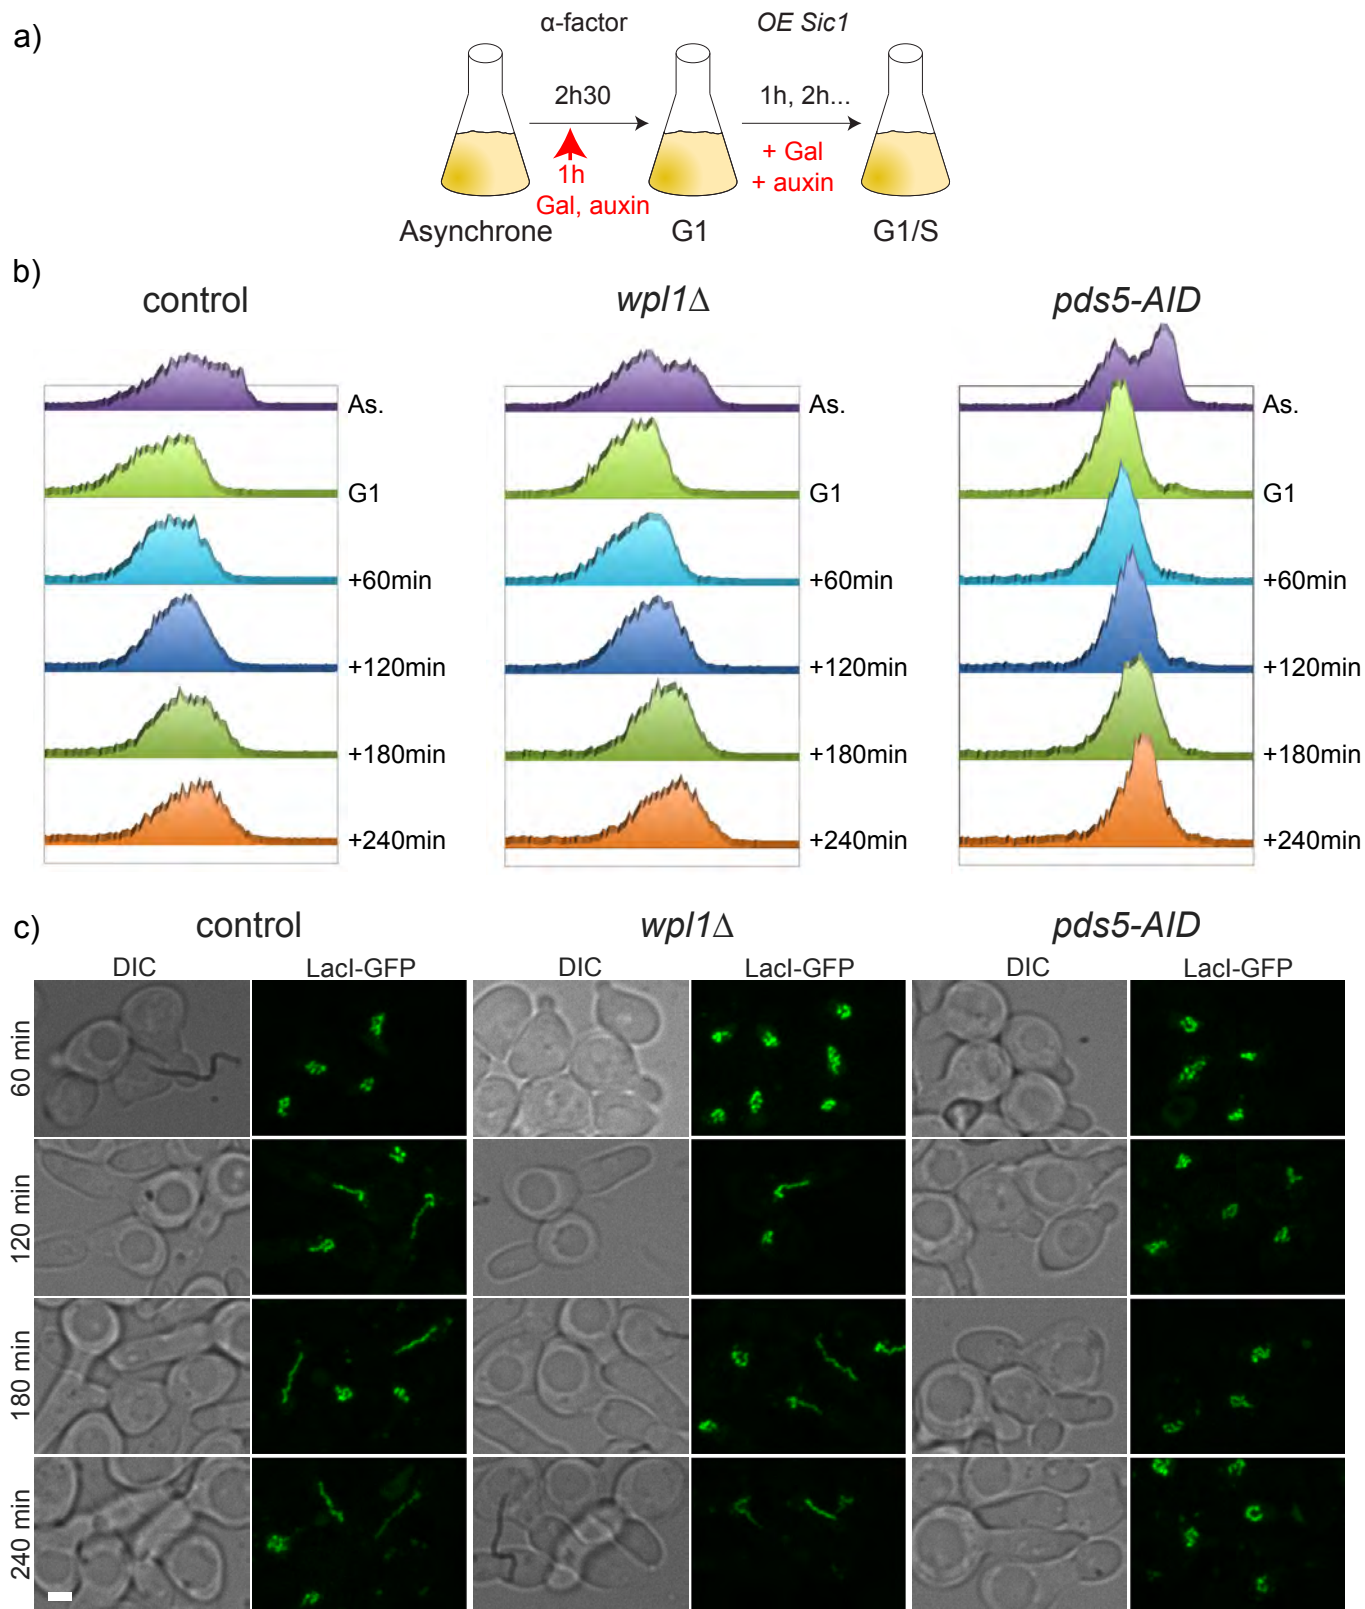 a)
α-factor
OE Sic1
2h30
1h, 2h...
1h
Gal, auxin
+ Gal
+ auxin
Asynchrone
G1
G1/S
b)
control
wpl1Δ
pds5-AID
As.
G1
+60min
+120min
+180min
+240min
As.
G1
+60min
+120min
+180min
+240min
As.
G1
+60min
+120min
+180min
+240min
c)
control
wpl1Δ
pds5-AID
DIC
LacI-GFP
DIC
LacI-GFP
DIC
LacI-GFP
60 min
120 min
180 min
240 min